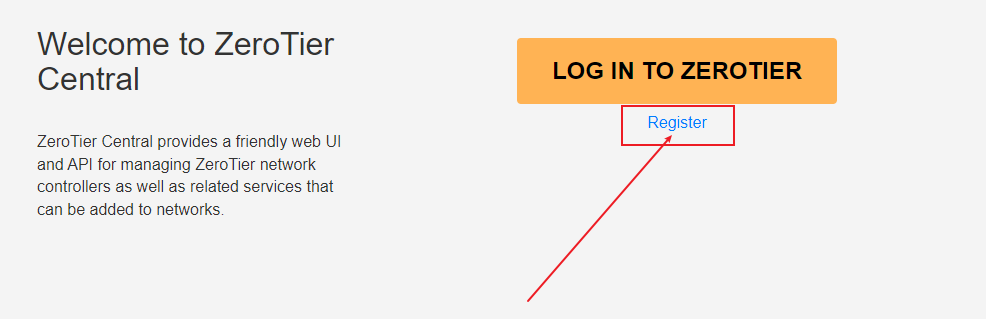 Welcome to ZeroTier
Central
ZeroTier Central provides a friendly web UI
and API for managing ZeroTier network
controllers as well as related services that
can be added to networks.
LOG IN TO ZEROTIER
Register